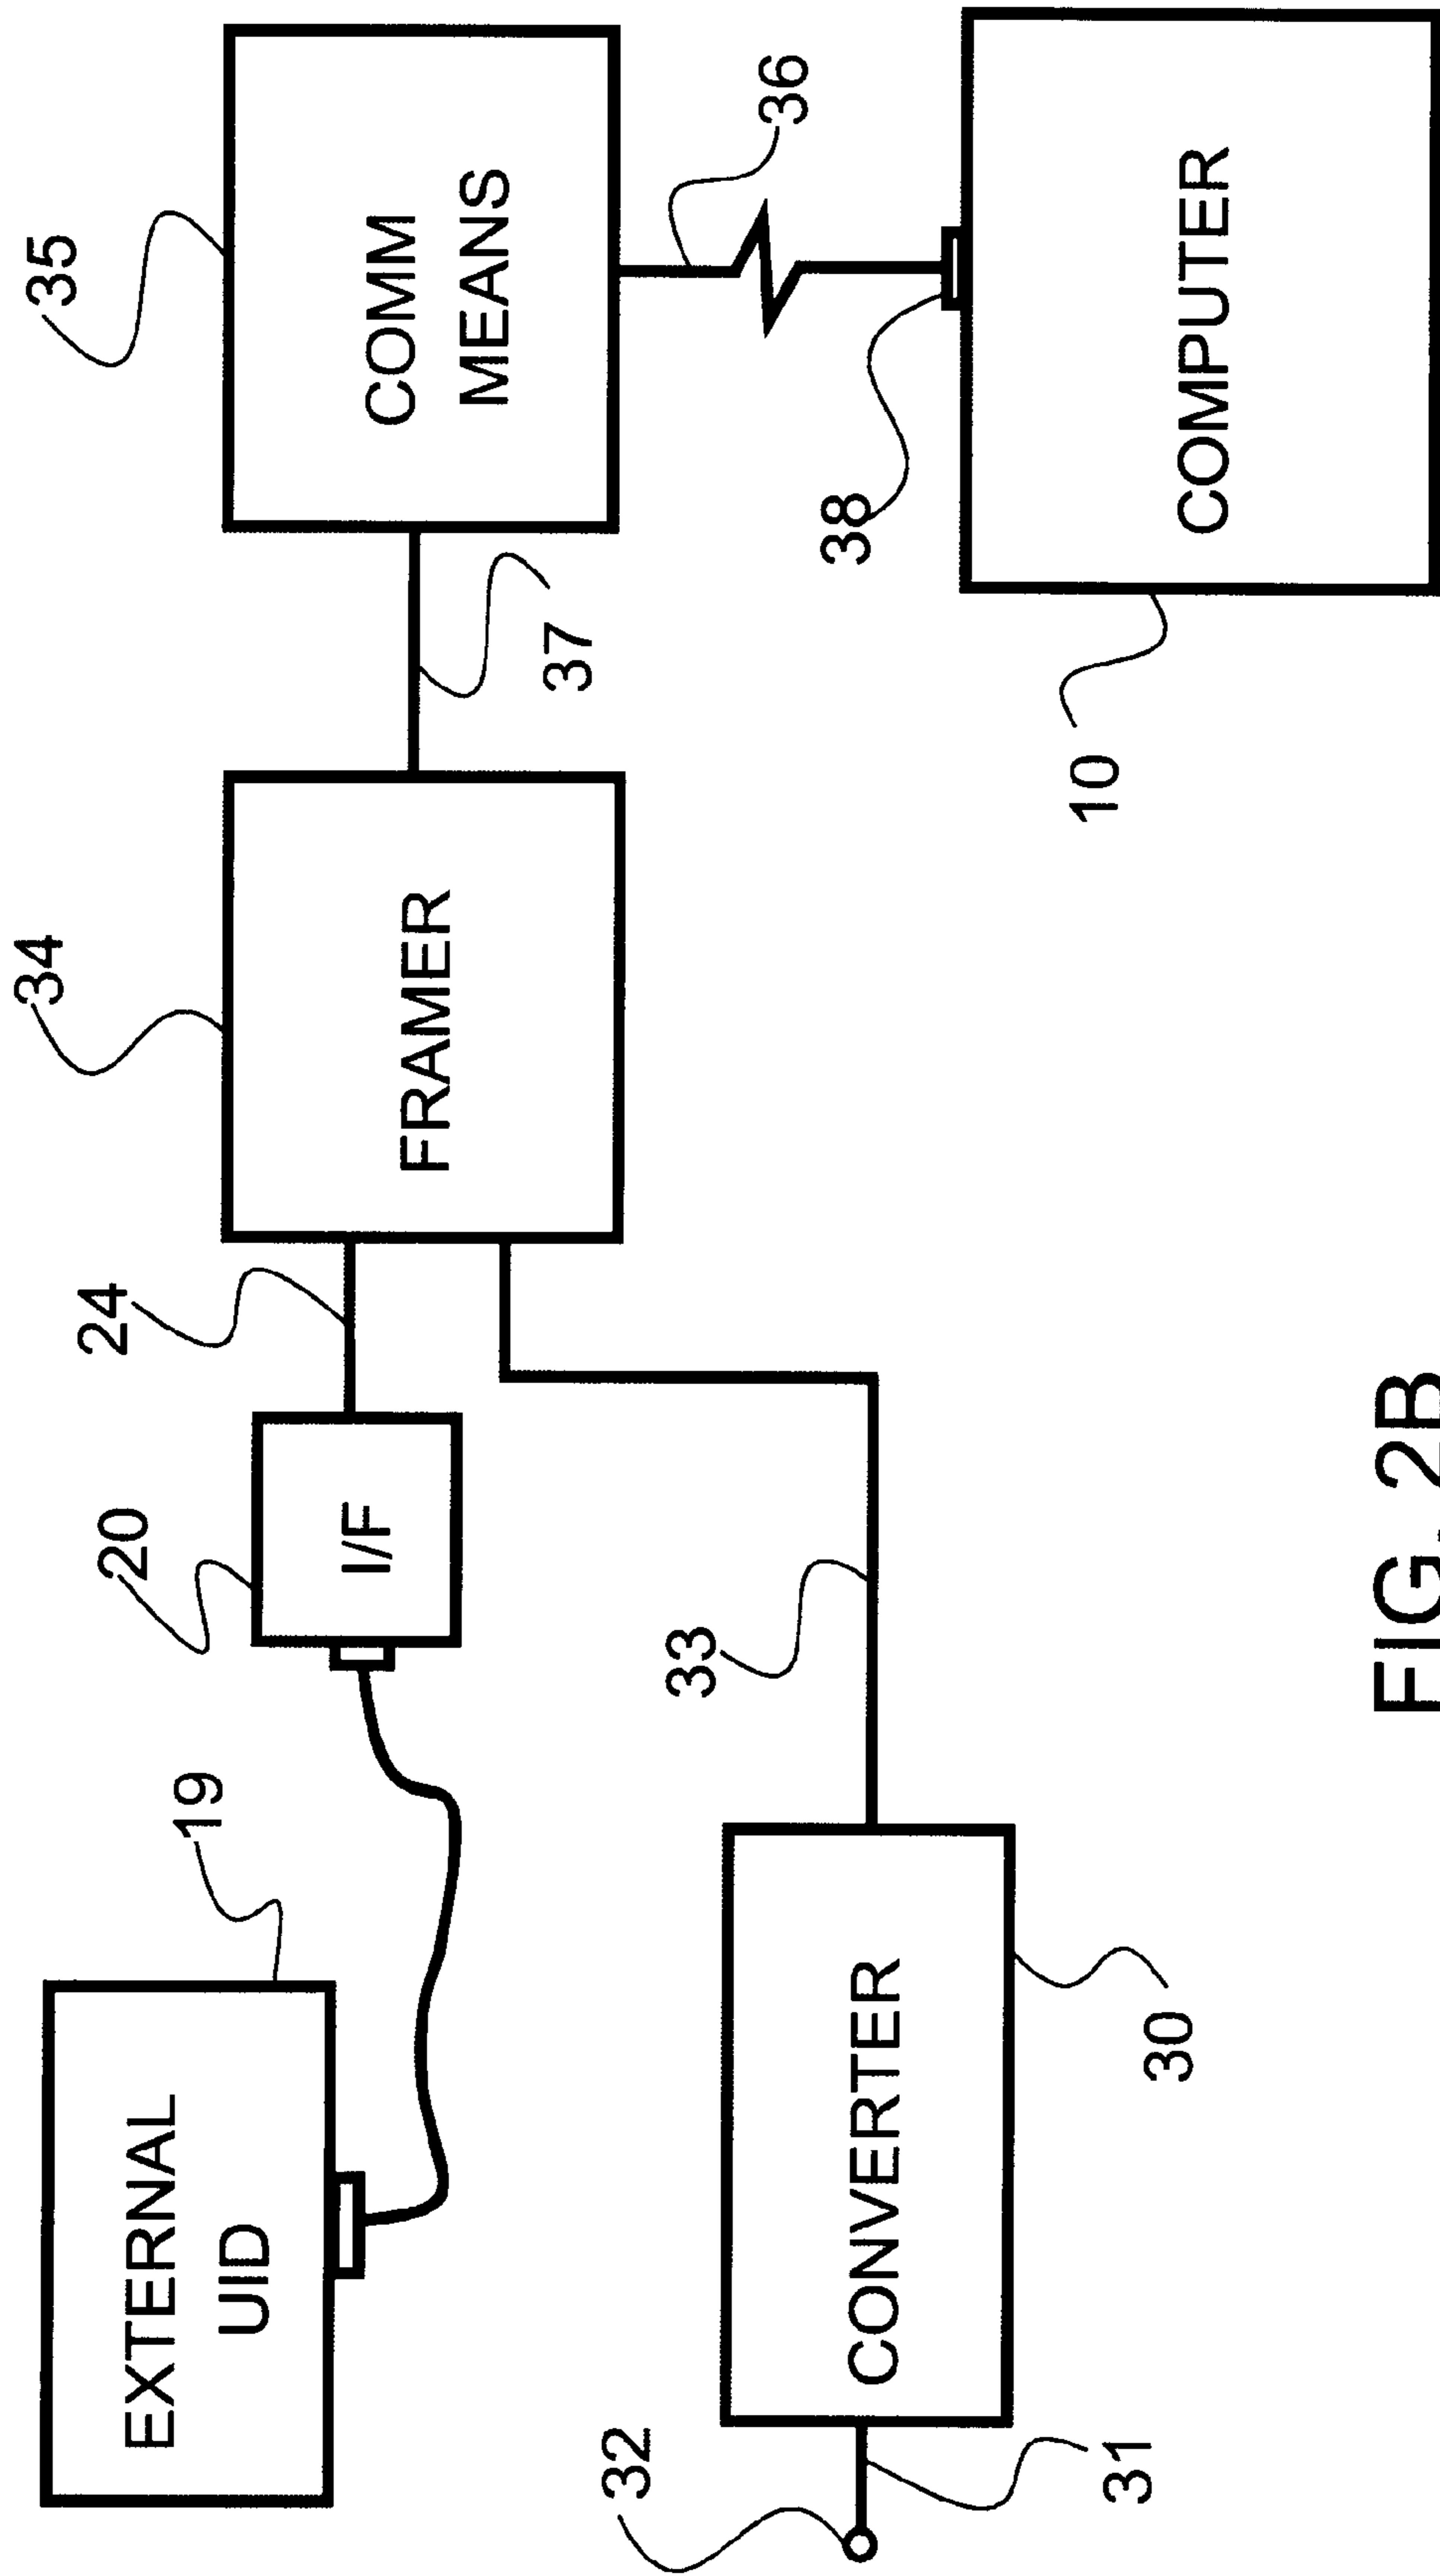 EXTERNAL
UID
19
20
I/F
24
34
FRAMER
37
35
COMM
MEANS
36
38
COMPUTER
10
32
31
CONVERTER
30
33
FIG. 2B